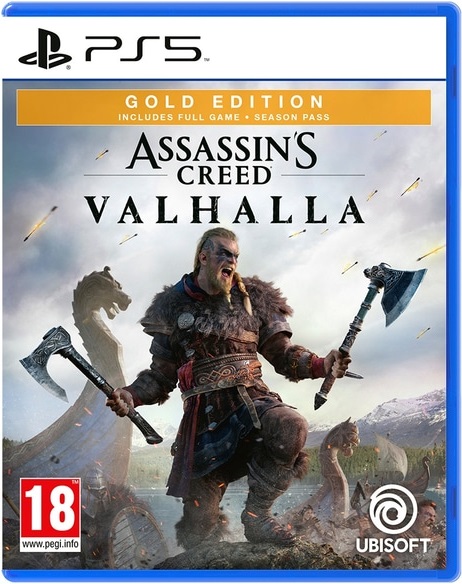 PS5
GOLD EDITION
INCLUDES FULL GAME • SEASON PASS
ASSASSIN'S
CREED
VALHALLA
18
www.pegi.info
UBISOFT